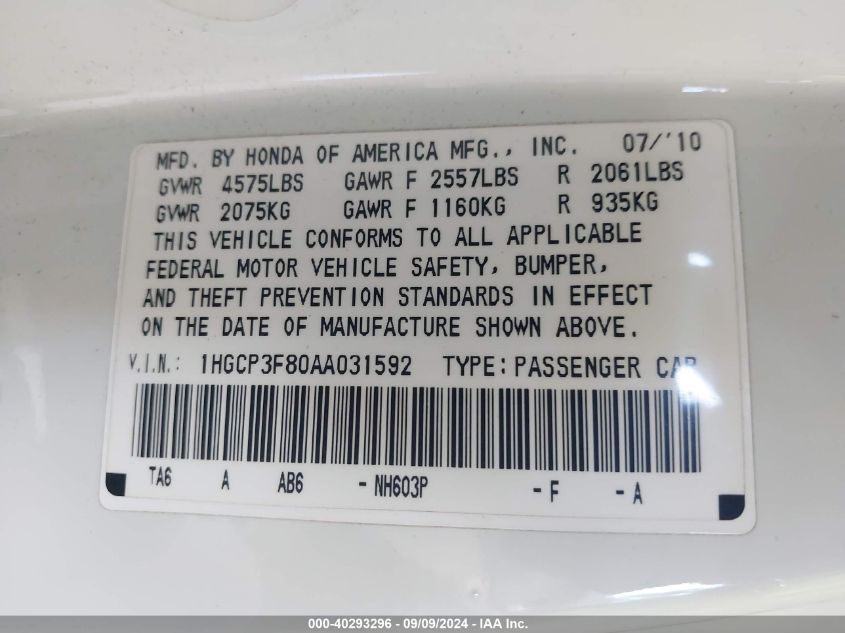 MFD. BY HONDA OF AMERICA MFG., INC. 07/'10
GVWR 4575LBS GAWR F 2557LBS R 2061LBS
GVWR 2075KG GAWR F 1160KG R 935KG
THIS VEHICLE CONFORMS TO ALL APPLICABLE
FEDERAL MOTOR VEHICLE SAFETY, BUMPER,
AND THEFT PREVENTION STANDARDS IN EFFECT
ON THE DATE OF MANUFACTURE SHOWN ABOVE.
V.I.N.: 1HGCP3F80AA031592 TYPE: PASSENGER CAR
TA6 A AB6 - NH603P - F - A
000-40293296 - 09/09/2024 - IAA Inc.